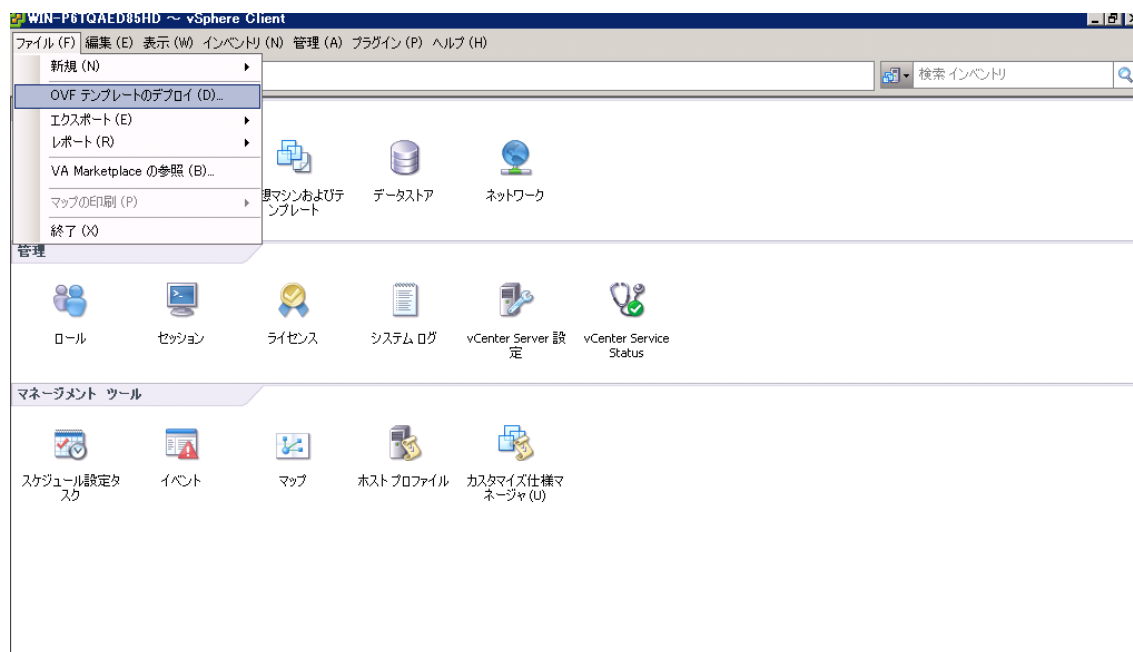 WIN-P6TQAED85HD ～ vSphere Client
ファイル (F) 編集 (E) 表示 (W) インベントリ (N) 管理 (A) プラグイン (P) ヘルプ (H)
新規 (N)
検索 インベントリ
OVF テンプレートのデプロイ (D)...
エクスポート (E)
レポート (R)
VA Marketplace の参照 (B)...
マップの印刷 (P)
終了 (X)
想マシンおよびテ
ンプレート
データストア
ネットワーク
管理
ロール
セッション
ライセンス
システム ログ
vCenter Server 設
定
vCenter Service
Status
マネージメント ツール
スケジュール設定タ
スク
イベント
マップ
ホスト プロファイル
カスタマイズ仕様マ
ネージャ (U)